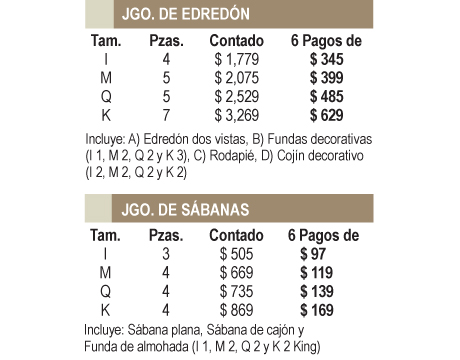 JGO. DE EDREDÓN
Tam. Pzas. Contado 6 Pagos de
I 4 $ 1,779 $ 345
M 5 $ 2,075 $ 399
Q 5 $ 2,529 $ 485
K 7 $ 3,269 $ 629
Incluye: A) Edredón dos vistas, B) Fundas decorativas
(I 1, M 2, Q 2 y K 3), C) Rodapié, D) Cojín decorativo
(I 2, M 2, Q 2 y K 2)
JGO. DE SÁBANAS
Tam. Pzas. Contado 6 Pagos de
I 3 $ 505 $ 97
M 4 $ 669 $ 119
Q 4 $ 735 $ 139
K 4 $ 869 $ 169
Incluye: Sábana plana, Sábana de cajón y
Funda de almohada (I 1, M 2, Q 2 y K 2 King)